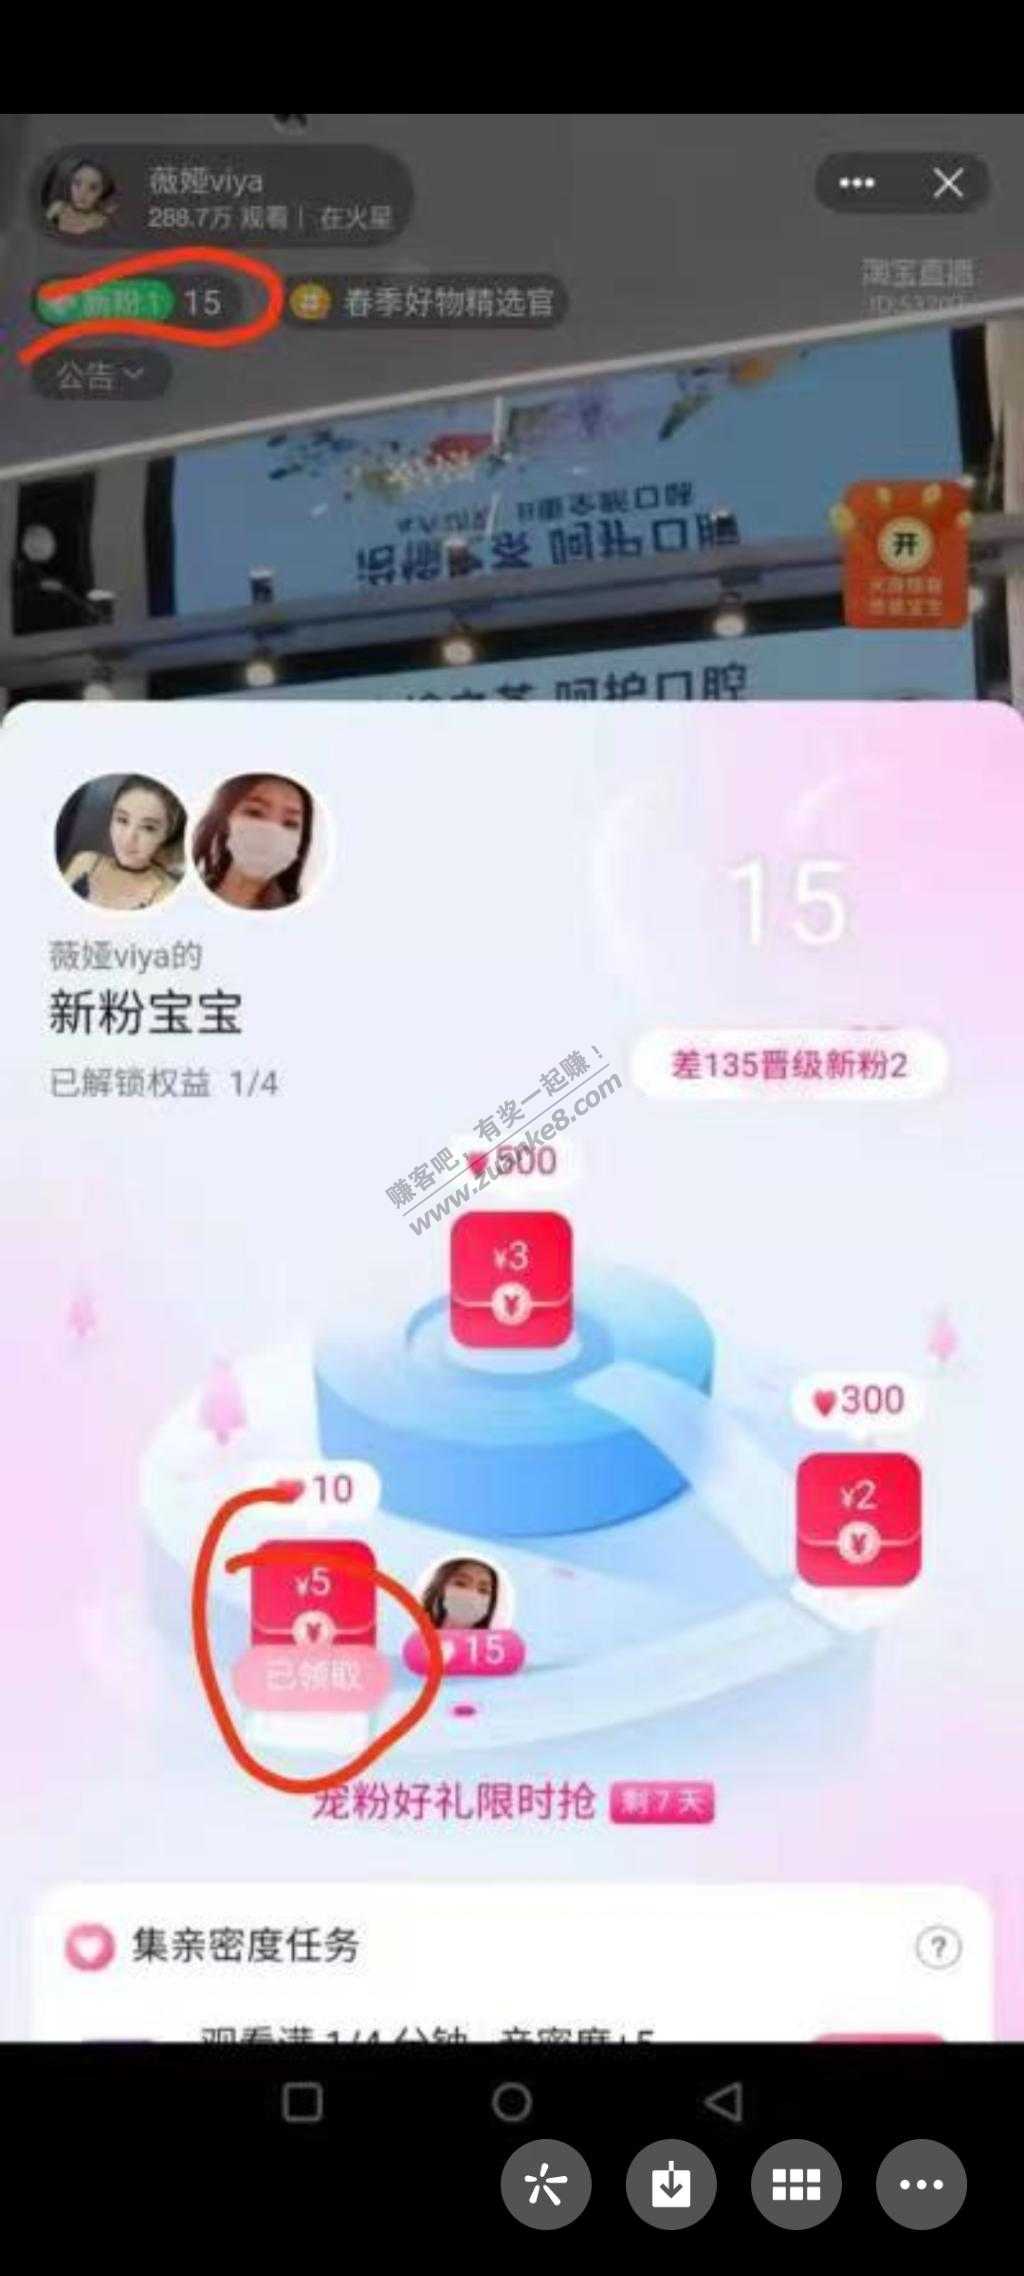 薇娅viya
288.7万 观看 | 在火星
新粉1 15
春季好物精选官
淘宝直播
公告
开
呵护口腔
薇娅viya的
新粉宝宝
已解锁权益 1/4
15
差135晋级新粉2
赚客吧，有奖一起赚！
www.zuanke8.com
500
¥3
300
¥2
10
¥5
已领取
15
宠粉好礼限时抢 剩7天
集亲密度任务
?
观看满 1/4 分钟，亲密度+5